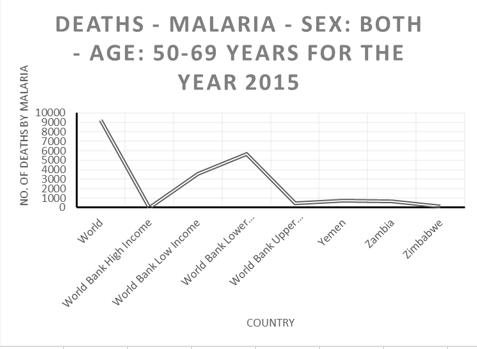 DEATHS - MALARIA - SEX: BOTH
- AGE: 50-69 YEARS FOR THE
YEAR 2015
NO. OF DEATHS BY MALARIA
10000
9000
8000
7000
6000
5000
4000
3000
2000
1000
0
World
World Bank High Income
World Bank Low Income
World Bank Lower...
World Bank Upper...
Yemen
Zambia
Zimbabwe
COUNTRY